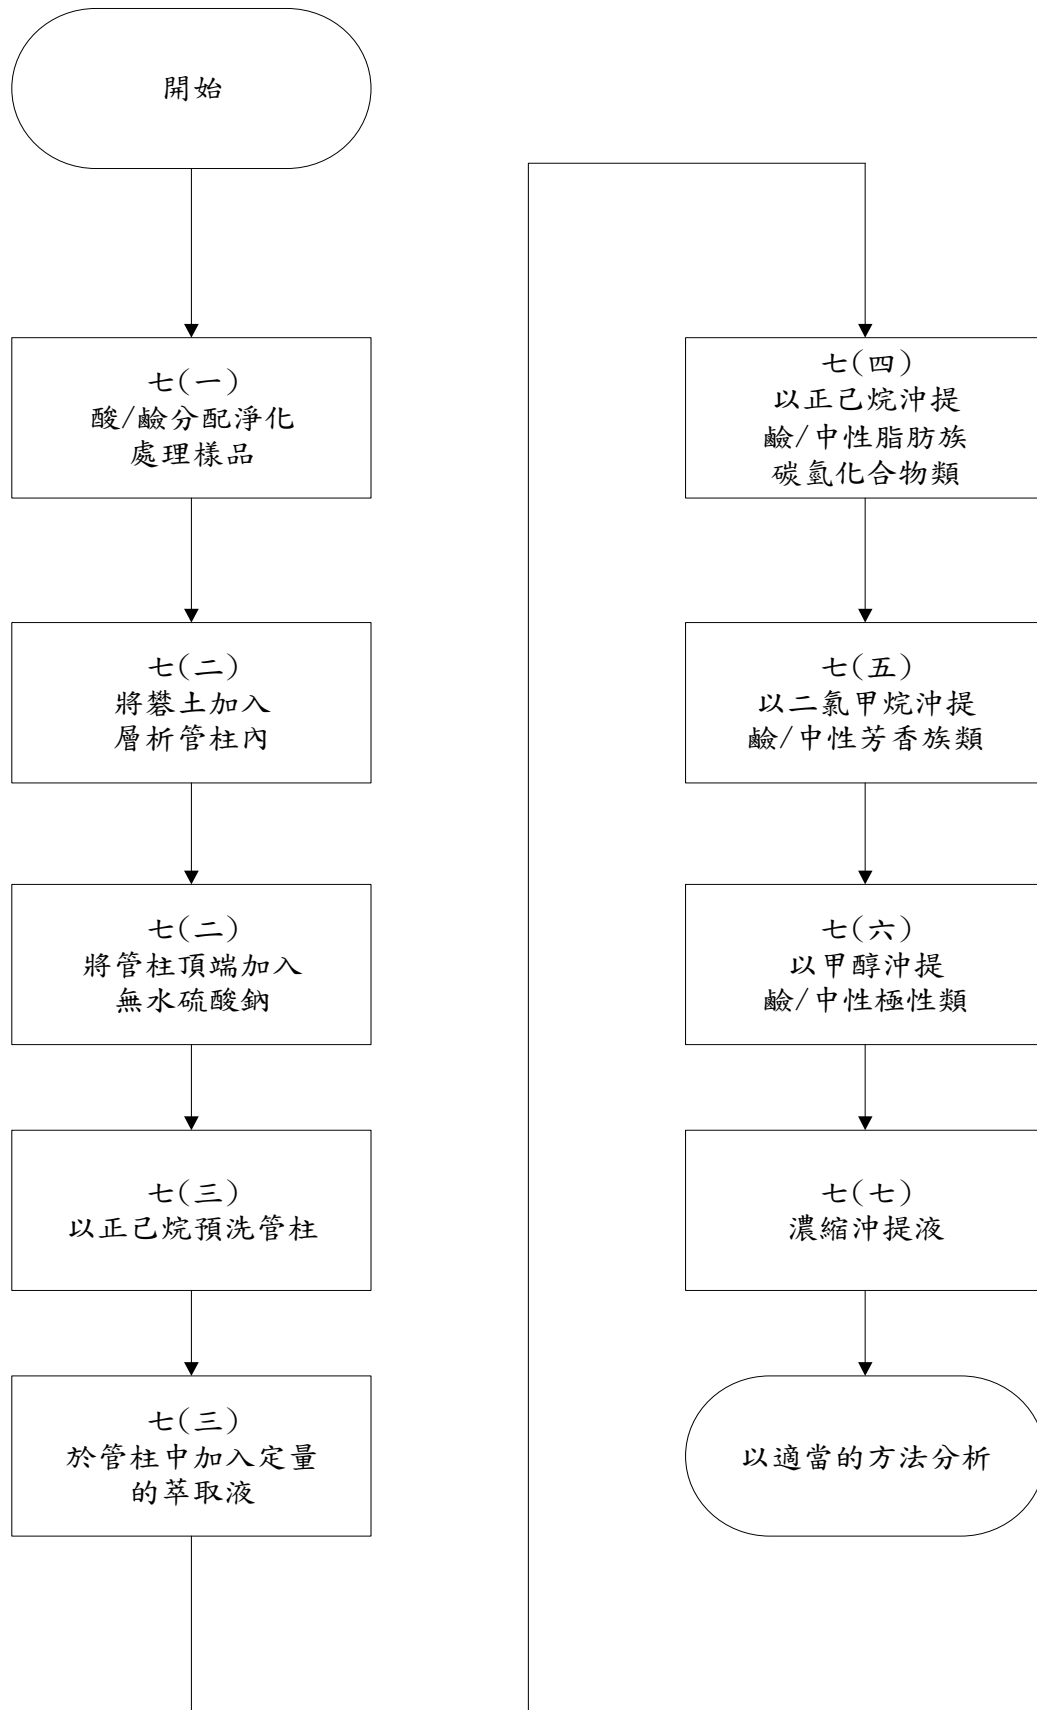 開始
七(一)
酸/鹼分配淨化
處理樣品
七(二)
將礬土加入
層析管柱內
七(二)
將管柱頂端加入
無水硫酸鈉
七(三)
以正己烷預洗管柱
七(三)
於管柱中加入定量
的萃取液
七(四)
以正己烷沖提
鹼/中性脂肪族
碳氫化合物類
七(五)
以二氯甲烷沖提
鹼/中性芳香族類
七(六)
以甲醇沖提
鹼/中性極性類
七(七)
濃縮沖提液
以適當的方法分析